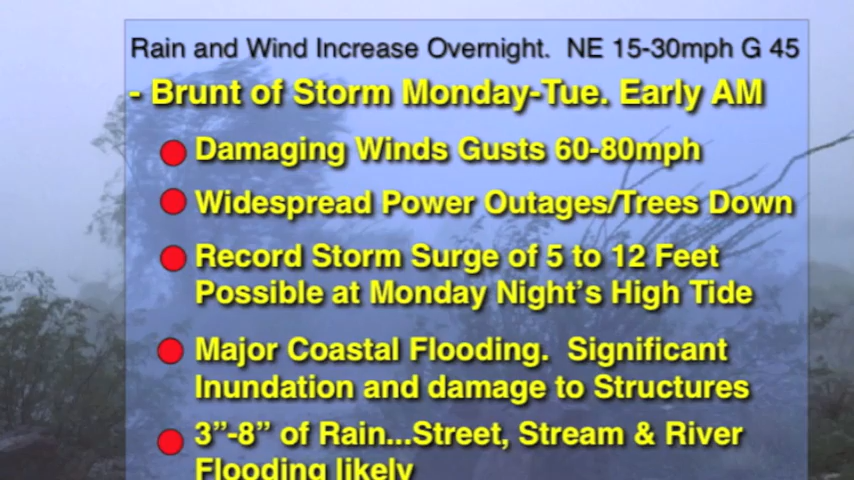 Rain and Wind Increase Overnight.  NE 15-30mph G 45
- Brunt of Storm Monday-Tue. Early AM
Damaging Winds Gusts 60-80mph
Widespread Power Outages/Trees Down
Record Storm Surge of 5 to 12 Feet
Possible at Monday Night's High Tide
Major Coastal Flooding.  Significant
Inundation and damage to Structures
3”-8” of Rain...Street, Stream & River
Flooding likely